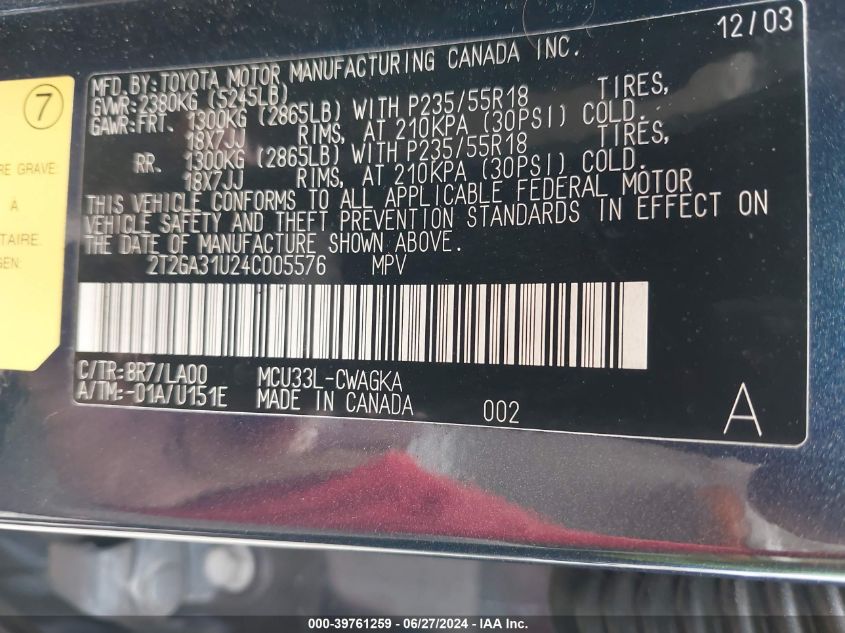 12/03
MFD. BY: TOYOTA MOTOR MANUFACTURING CANADA INC.
GVWR: 2380KG (5245LB)
GAWR: FRT. 1300KG (2865LB) WITH P235/55R18 TIRES,
18X7JJ RIMS, AT 210KPA (30PSI) COLD.
RR. 1300KG (2865LB) WITH P235/55R18 TIRES,
18X7JJ RIMS, AT 210KPA (30PSI) COLD.
THIS VEHICLE CONFORMS TO ALL APPLICABLE FEDERAL MOTOR
VEHICLE SAFETY AND THEFT PREVENTION STANDARDS IN EFFECT ON
THE DATE OF MANUFACTURE SHOWN ABOVE.
2T2GA31U24C005576 MPV
C/TR: 8R7/LA00 MCU33L-CWAGKA
A/TM: -01A/U151E MADE IN CANADA 002 A
7
RE GRAVE:
A
TAIRE.
GEN:
000-39761259 - 06/27/2024 - IAA Inc.